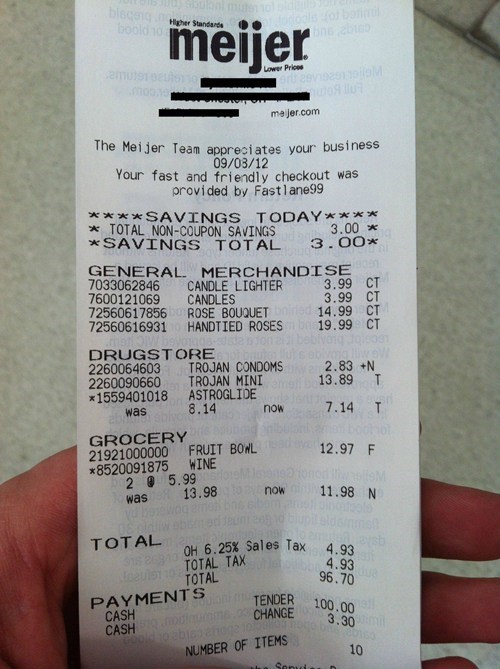 Higher Standards
meijer
Lower Prices
meijer.com
The Meijer Team appreciates your business
09/08/12
Your fast and friendly checkout was
provided by Fastlane99
****SAVINGS TODAY****
* TOTAL NON-COUPON SAVINGS 3.00 *
*SAVINGS TOTAL 3.00*
GENERAL MERCHANDISE
7033062846 CANDLE LIGHTER 3.99 CT
7600121069 CANDLES 3.99 CT
72560617856 ROSE BOUQUET 14.99 CT
72560616931 HANDTIED ROSES 19.99 CT
DRUGSTORE
2260064603 TROJAN CONDOMS 2.83 +N
2260090660 TROJAN MINI 13.89 T
*1559401018 ASTROGLIDE
was 8.14 now 7.14 T
GROCERY
21921000000 FRUIT BOWL 12.97 F
*8520091875 WINE
2 @ 5.99
was 13.98 now 11.98 N
TOTAL
OH 6.25% Sales Tax 4.93
TOTAL TAX 4.93
TOTAL 96.70
PAYMENTS
CASH TENDER 100.00
CASH CHANGE 3.30
NUMBER OF ITEMS 10